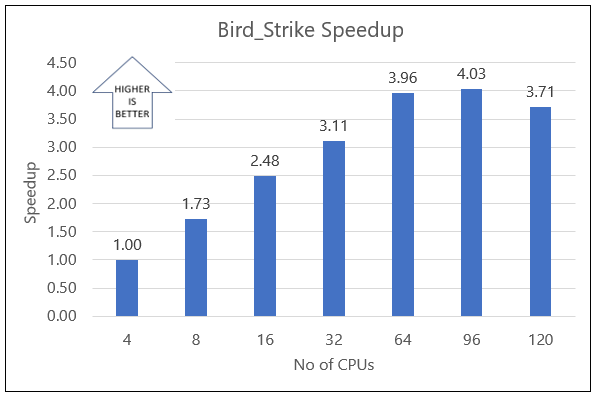 Bird_Strike Speedup
HIGHER
IS
BETTER
Speedup
4.50
4.00
3.50
3.00
2.50
2.00
1.50
1.00
0.50
0.00
1.00
1.73
2.48
3.11
3.96
4.03
3.71
4 8 16 32 64 96 120
No of CPUs